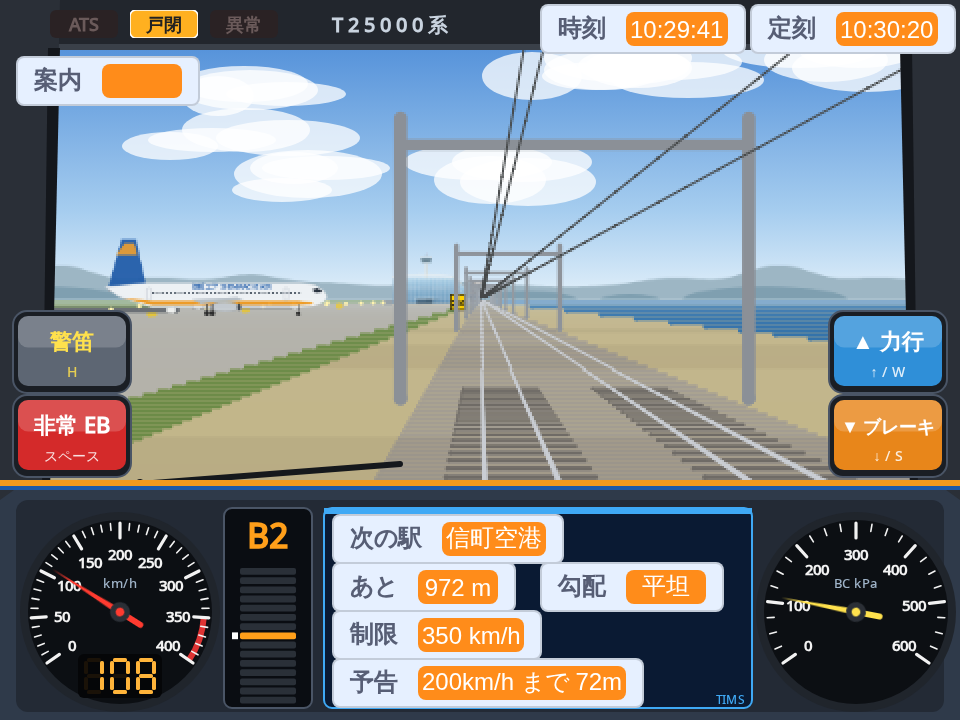 ATS 戸閉 異常 T25000系 時刻 10:29:41 定刻 10:30:20
案内
警笛
H
非常 EB
スペース
▲ 力行
↑ / W
▼ ブレーキ
↓ / S
0 50 100 150 200 250 300 350 400
km/h
108
B2
次の駅 信町空港
あと 972 m 勾配 平坦
制限 350 km/h
予告 200km/h まで 72m
TIMS
0 100 200 300 400 500 600
BC kPa